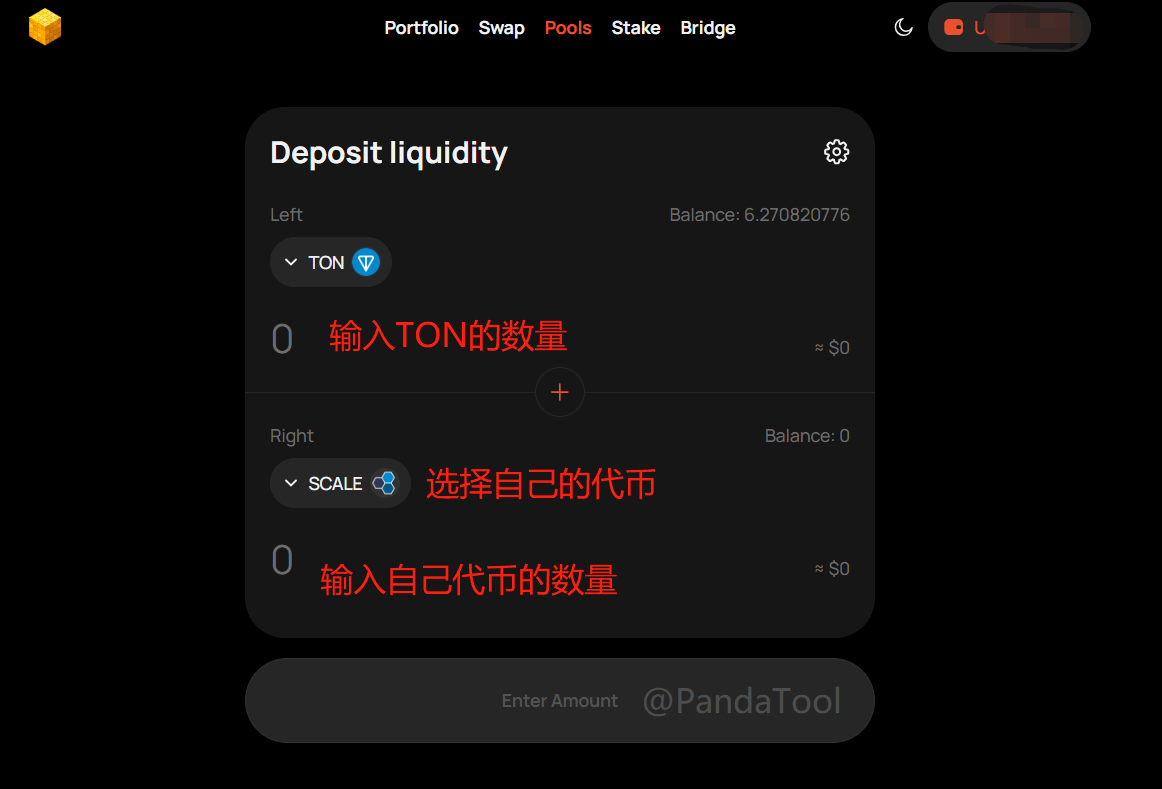 Portfolio Swap Pools Stake Bridge
Deposit liquidity
Left Balance: 6.270820776
TON
0 输入TON的数量 ≈ $0
Right Balance: 0
SCALE 选择自己的代币
0 输入自己代币的数量 ≈ $0
Enter Amount @PandaTool